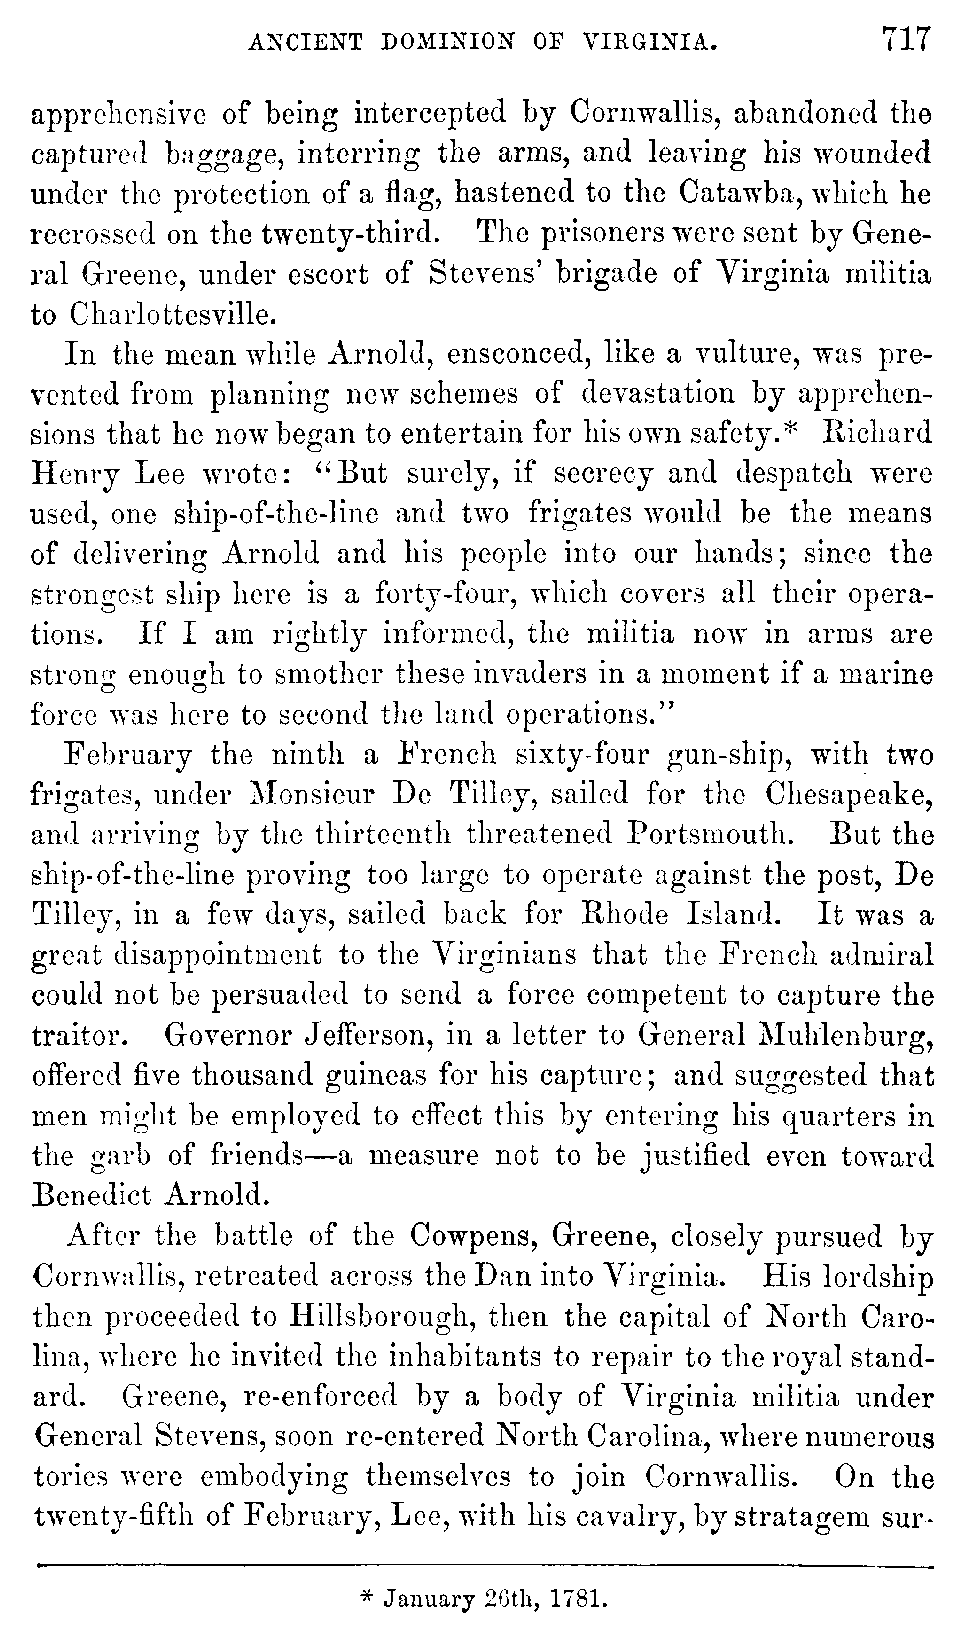 ANCIENT DOMINION OF VIRGINIA. 717
apprehensive of being intercepted by Cornwallis, abandoned the
captured baggage, interring the arms, and leaving his wounded
under the protection of a flag, hastened to the Catawba, which he
recrossed on the twenty-third. The prisoners were sent by Gene-
ral Greene, under escort of Stevens' brigade of Virginia militia
to Charlottesville.
In the mean while Arnold, ensconced, like a vulture, was pre-
vented from planning new schemes of devastation by apprehen-
sions that he now began to entertain for his own safety.* Richard
Henry Lee wrote: "But surely, if secrecy and despatch were
used, one ship-of-the-line and two frigates would be the means
of delivering Arnold and his people into our hands; since the
strongest ship here is a forty-four, which covers all their opera-
tions. If I am rightly informed, the militia now in arms are
strong enough to smother these invaders in a moment if a marine
force was here to second the land operations."
February the ninth a French sixty-four gun-ship, with two
frigates, under Monsieur De Tilley, sailed for the Chesapeake,
and arriving by the thirteenth threatened Portsmouth. But the
ship-of-the-line proving too large to operate against the post, De
Tilley, in a few days, sailed back for Rhode Island. It was a
great disappointment to the Virginians that the French admiral
could not be persuaded to send a force competent to capture the
traitor. Governor Jefferson, in a letter to General Muhlenburg,
offered five thousand guineas for his capture; and suggested that
men might be employed to effect this by entering his quarters in
the garb of friends—a measure not to be justified even toward
Benedict Arnold.
After the battle of the Cowpens, Greene, closely pursued by
Cornwallis, retreated across the Dan into Virginia. His lordship
then proceeded to Hillsborough, then the capital of North Caro-
lina, where he invited the inhabitants to repair to the royal stand-
ard. Greene, re-enforced by a body of Virginia militia under
General Stevens, soon re-entered North Carolina, where numerous
tories were embodying themselves to join Cornwallis. On the
twenty-fifth of February, Lee, with his cavalry, by stratagem sur-
* January 26th, 1781.